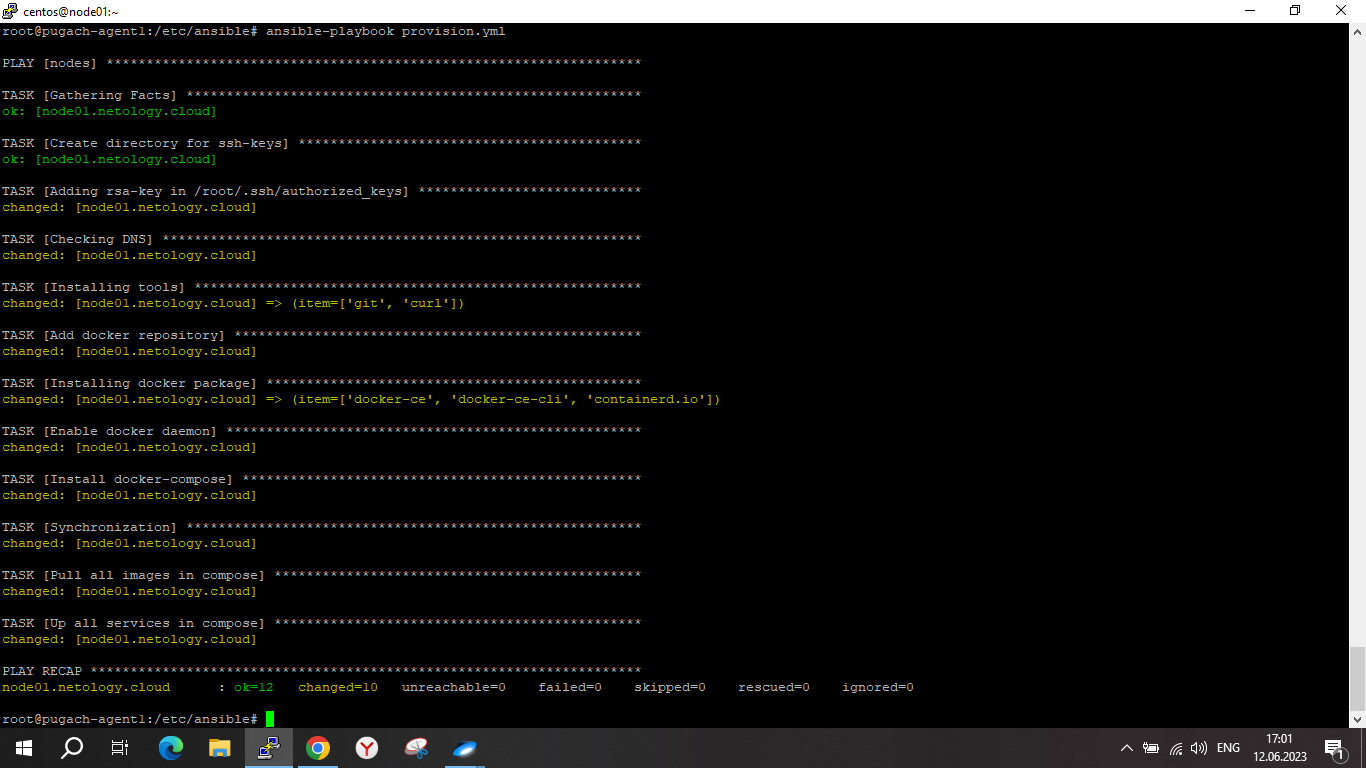 centos@node01:~
root@pugach-agent1:/etc/ansible# ansible-playbook provision.yml
PLAY [nodes] *******************************************************************
TASK [Gathering Facts] *********************************************************
ok: [node01.netology.cloud]
TASK [Create directory for ssh-keys] *******************************************
ok: [node01.netology.cloud]
TASK [Adding rsa-key in /root/.ssh/authorized_keys] ****************************
changed: [node01.netology.cloud]
TASK [Checking DNS] ************************************************************
changed: [node01.netology.cloud]
TASK [Installing tools] ********************************************************
changed: [node01.netology.cloud] => (item=['git', 'curl'])
TASK [Add docker repository] ***************************************************
changed: [node01.netology.cloud]
TASK [Installing docker package] ***********************************************
changed: [node01.netology.cloud] => (item=['docker-ce', 'docker-ce-cli', 'containerd.io'])
TASK [Enable docker daemon] ****************************************************
changed: [node01.netology.cloud]
TASK [Install docker-compose] **************************************************
changed: [node01.netology.cloud]
TASK [Synchronization] *********************************************************
changed: [node01.netology.cloud]
TASK [Pull all images in compose] **********************************************
changed: [node01.netology.cloud]
TASK [Up all services in compose] **********************************************
changed: [node01.netology.cloud]
PLAY RECAP *********************************************************************
node01.netology.cloud      : ok=12   changed=10   unreachable=0    failed=0    skipped=0    rescued=0    ignored=0
root@pugach-agent1:/etc/ansible#
ENG
17:01
12.06.2023
1